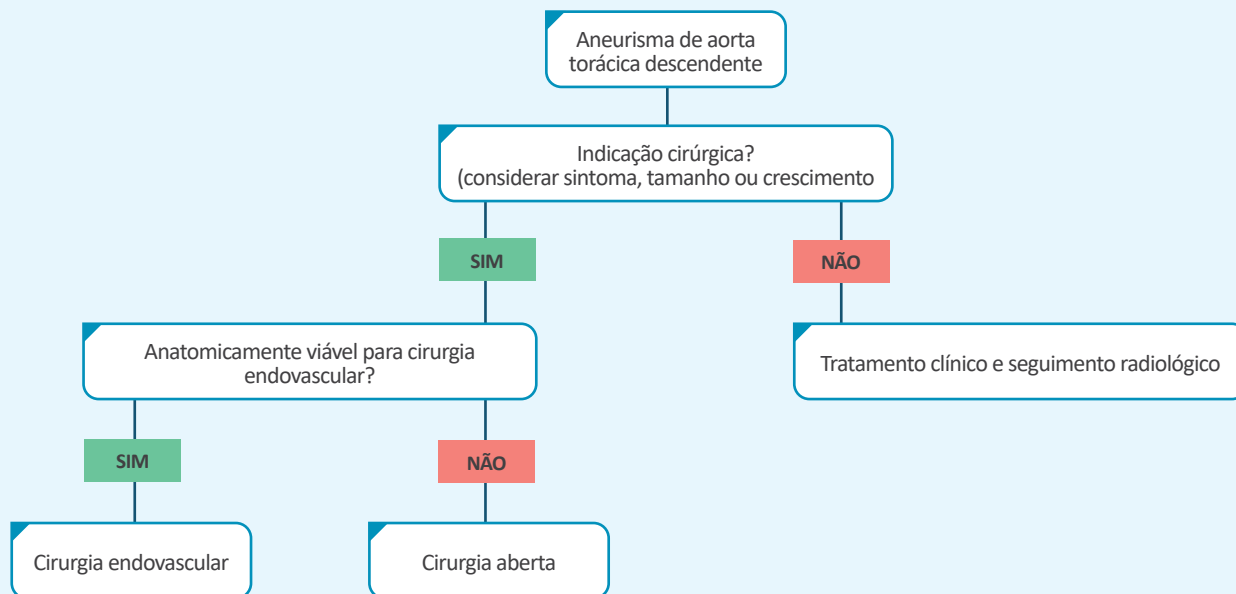 Aneurisma de aorta
torácica descendente
Indicação cirúrgica?
(considerar sintoma, tamanho ou crescimento
SIM
NÃO
Anatomicamente viável para cirurgia
endovascular?
Tratamento clínico e seguimento radiológico
SIM
NÃO
Cirurgia endovascular
Cirurgia aberta